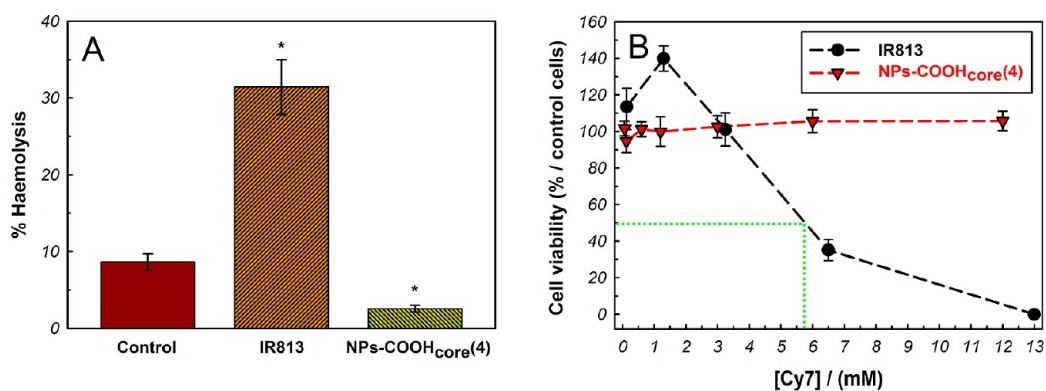 A
% Haemolysis
40
30
20
10
0
*
*
Control IR813 NPs-COOHcore(4)
B
IR813
NPs-COOHcore(4)
Cell viability (% / control cells)
160
140
120
100
80
60
40
20
0
0 1 2 3 4 5 6 7 8 9 10 11 12 13
[Cy7] / (mM)